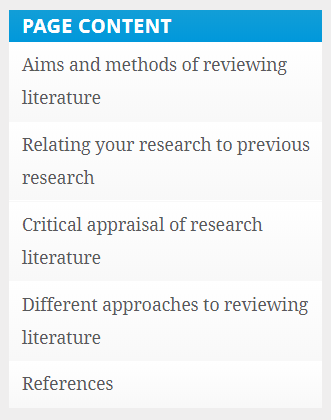 PAGE CONTENT
Aims and methods of reviewing
literature
Relating your research to previous
research
Critical appraisal of research
literature
Different approaches to reviewing
literature
References